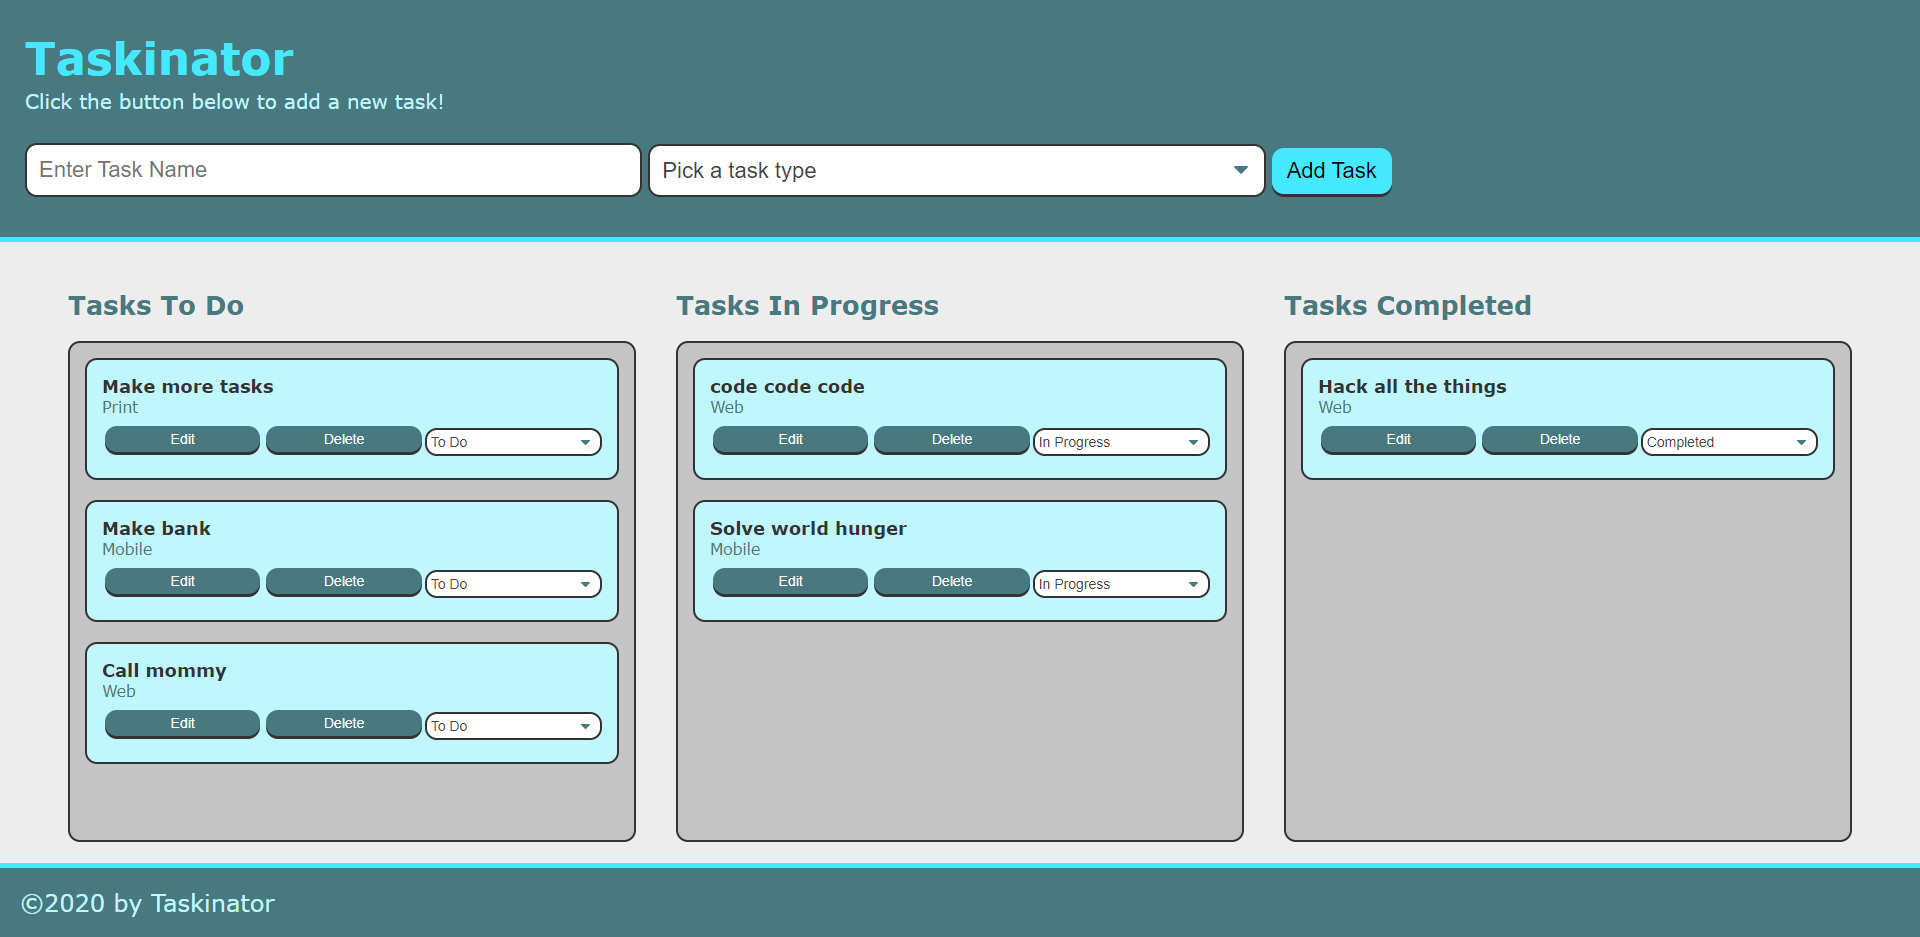 Taskinator
Click the button below to add a new task!
Enter Task Name
Pick a task type
Add Task
Tasks To Do
Make more tasks
Print
Edit Delete To Do
Make bank
Mobile
Edit Delete To Do
Call mommy
Web
Edit Delete To Do
Tasks In Progress
code code code
Web
Edit Delete In Progress
Solve world hunger
Mobile
Edit Delete In Progress
Tasks Completed
Hack all the things
Web
Edit Delete Completed
©2020 by Taskinator